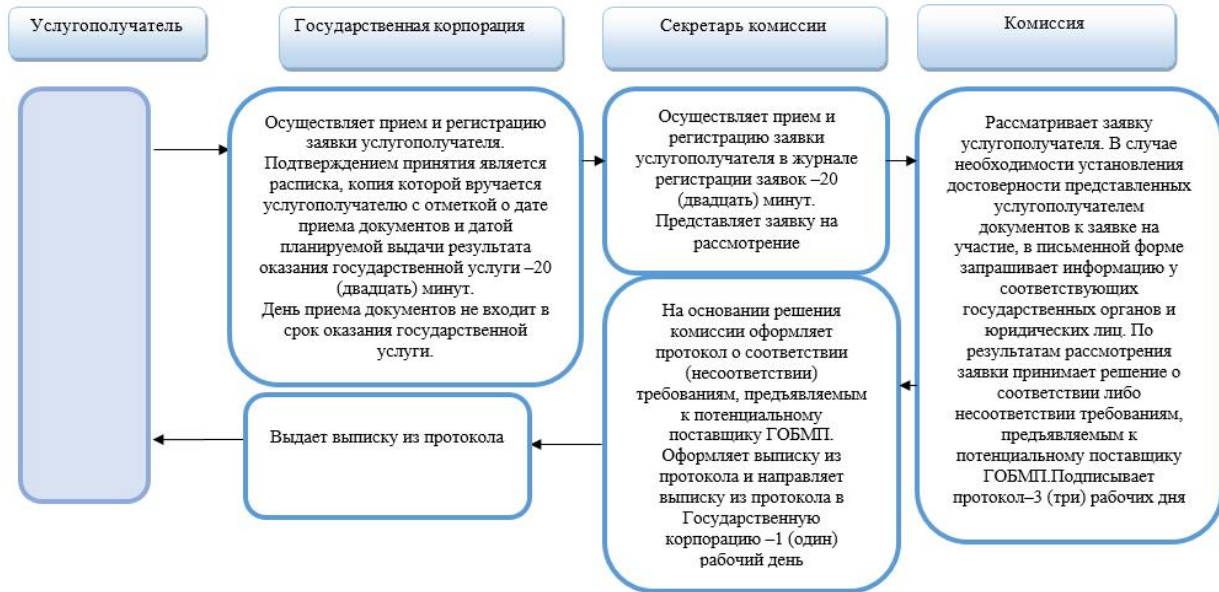 Услугополучатель
Государственная корпорация
Секретарь комиссии
Комиссия
Осуществляет прием и регистрацию
заявки услугополучателя.
Подтверждением принятия является
расписка, копия которой вручается
услугополучателю с отметкой о дате
приема документов и датой
планируемой выдачи результата
оказания государственной услуги –20
(двадцать) минут.
День приема документов не входит в
срок оказания государственной
услуги.
Осуществляет прием и
регистрацию заявки
услугополучателя в журнале
регистрации заявок –20
(двадцать) минут.
Представляет заявку на
рассмотрение
Рассматривает заявку
услугополучателя. В случае
необходимости установления
достоверности представленных
услугополучателем
документов к заявке на
участие, в письменной форме
запрашивает информацию у
соответствующих
государственных органов и
юридических лиц. По
результатам рассмотрения
заявки принимает решение о
соответствии либо
несоответствии требованиям,
предъявляемым к
потенциальному поставщику
ГОБМП.Подписывает
протокол–3 (три) рабочих дня
На основании решения
комиссии оформляет
протокол о соответствии
(несоответствии)
требованиям, предъявляемым
к потенциальному
поставщику ГОБМП.
Оформляет выписку из
протокола и направляет
выписку из протокола в
Государственную
корпорацию –1 (один)
рабочий день
Выдает выписку из протокола